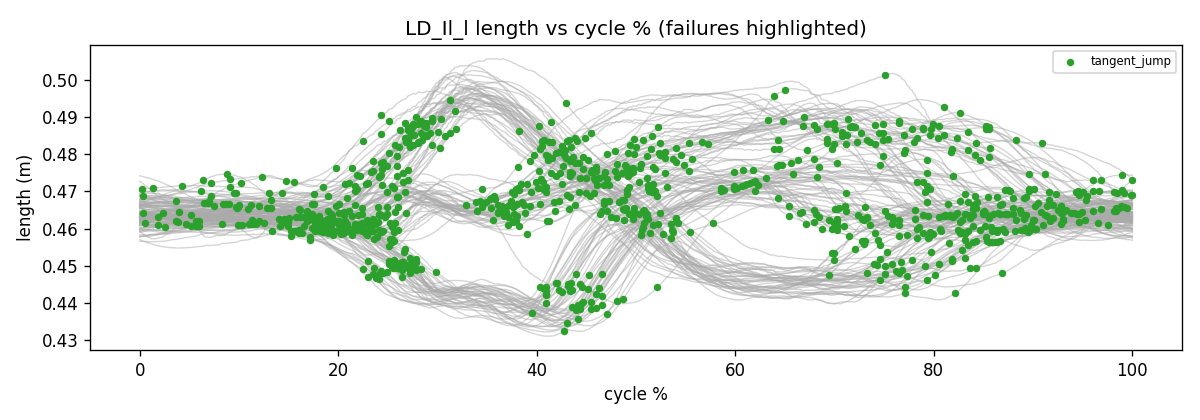 LD_Il_l length vs cycle % (failures highlighted)
tangent_jump
0.50
0.49
0.48
0.47
0.46
0.45
0.44
0.43
length (m)
0 20 40 60 80 100
cycle %